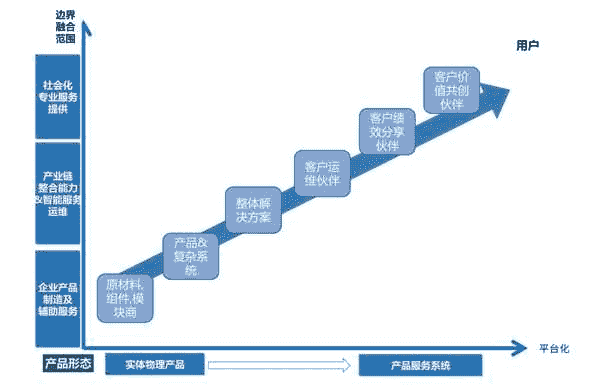 边界
融合
范围
用户
社会化
专业服务
提供
产业链
整合能力
&智能服务
运维
企业产品
制造及
辅助服务
客户价
值共创
伙伴
客户绩
效分享
伙伴
客户运
维伙伴
整体解
决方案
产品&
复杂系
统.
原材料,
组件,模
块商
平台化
产品形态
实体物理产品
产品服务系统